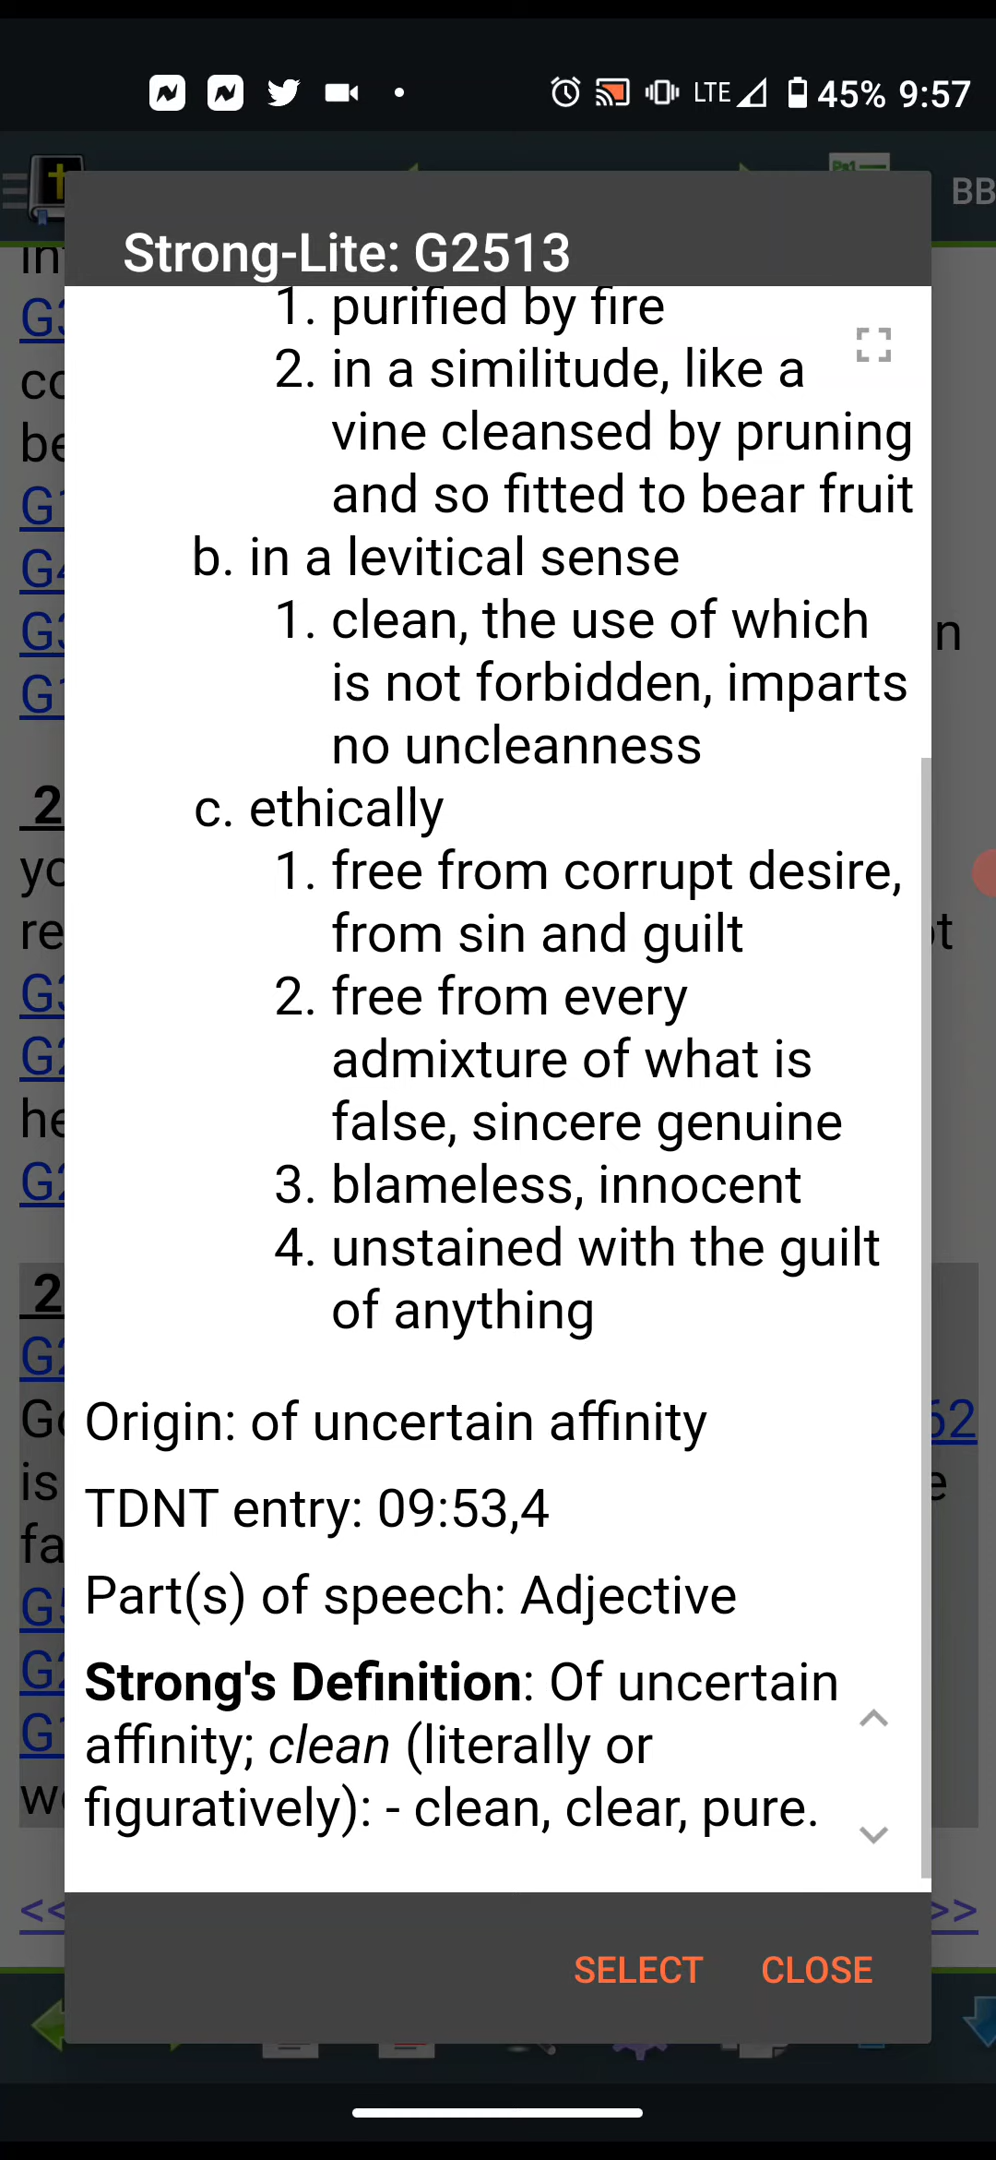 LTE 45% 9:57
BB
Strong-Lite: G2513
1. purified by fire
2. in a similitude, like a
vine cleansed by pruning
and so fitted to bear fruit
b. in a levitical sense
1. clean, the use of which
is not forbidden, imparts
no uncleanness
c. ethically
1. free from corrupt desire,
from sin and guilt
2. free from every
admixture of what is
false, sincere genuine
3. blameless, innocent
4. unstained with the guilt
of anything
Origin: of uncertain affinity
TDNT entry: 09:53,4
Part(s) of speech: Adjective
Strong's Definition: Of uncertain
affinity; clean (literally or
figuratively): - clean, clear, pure.
<< >>
SELECT CLOSE